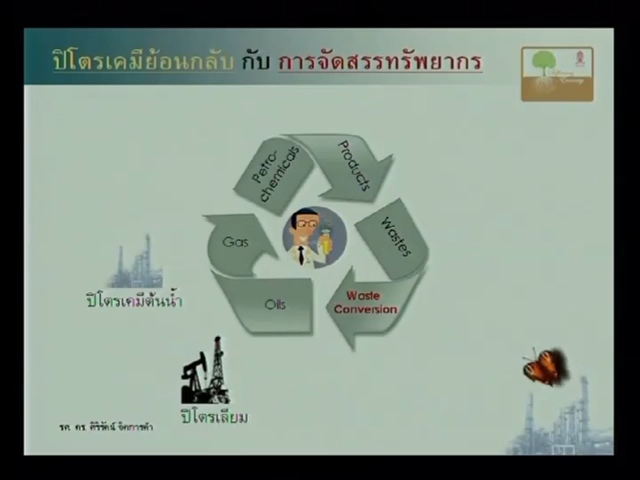 ปิโตรเคมีย้อนกลับ กับ การจัดสรรทรัพยากร
Petro-
chemicals
Products
Gas
Wastes
Oils
Waste
Conversion
ปิโตรเคมีต้นน้ำ
ปิโตรเลียม
รศ. ดร. ศิริรัตน์ จิตการค้า